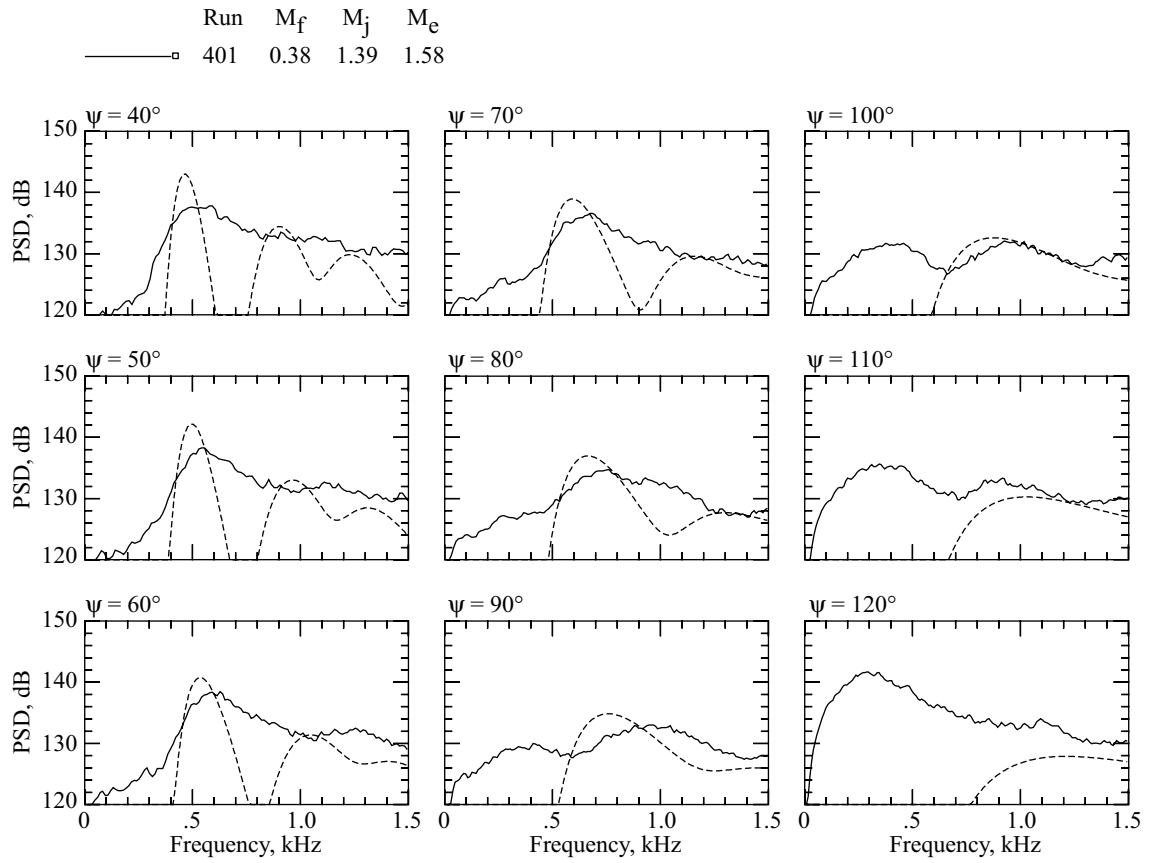 Run M_f M_j M_e
401 0.38 1.39 1.58
ψ = 40° ψ = 70° ψ = 100°
150
140
130
120
PSD, dB
ψ = 50° ψ = 80° ψ = 110°
150
140
130
120
PSD, dB
ψ = 60° ψ = 90° ψ = 120°
150
140
130
120
PSD, dB
0 .5 1.0 1.5 0 .5 1.0 1.5 0 .5 1.0 1.5
Frequency, kHz Frequency, kHz Frequency, kHz